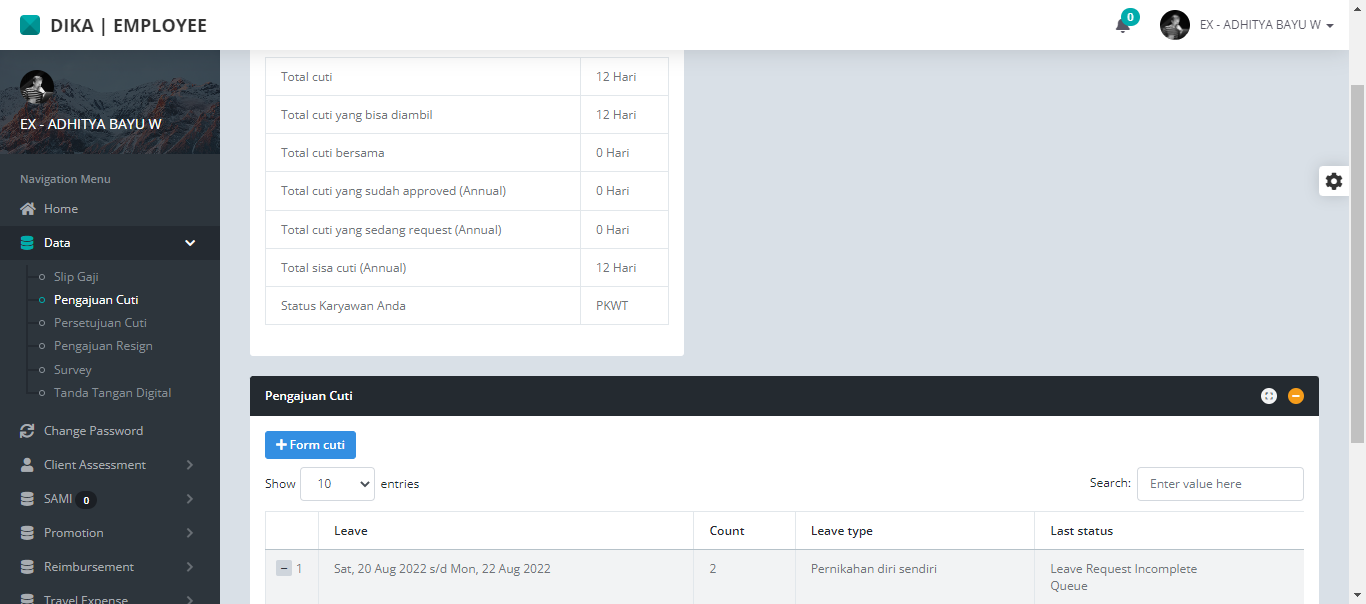 DIKA | EMPLOYEE
0
EX - ADHITYA BAYU W
EX - ADHITYA BAYU W
Navigation Menu
Home
Data
Slip Gaji
Pengajuan Cuti
Persetujuan Cuti
Pengajuan Resign
Survey
Tanda Tangan Digital
Change Password
Client Assessment
SAMI 0
Promotion
Reimbursement
Travel Expense
Total cuti 12 Hari
Total cuti yang bisa diambil 12 Hari
Total cuti bersama 0 Hari
Total cuti yang sudah approved (Annual) 0 Hari
Total cuti yang sedang request (Annual) 0 Hari
Total sisa cuti (Annual) 12 Hari
Status Karyawan Anda PKWT
Pengajuan Cuti
+ Form cuti
Show 10 entries Search: Enter value here
Leave Count Leave type Last status
1 Sat, 20 Aug 2022 s/d Mon, 22 Aug 2022 2 Pernikahan diri sendiri Leave Request Incomplete
Queue